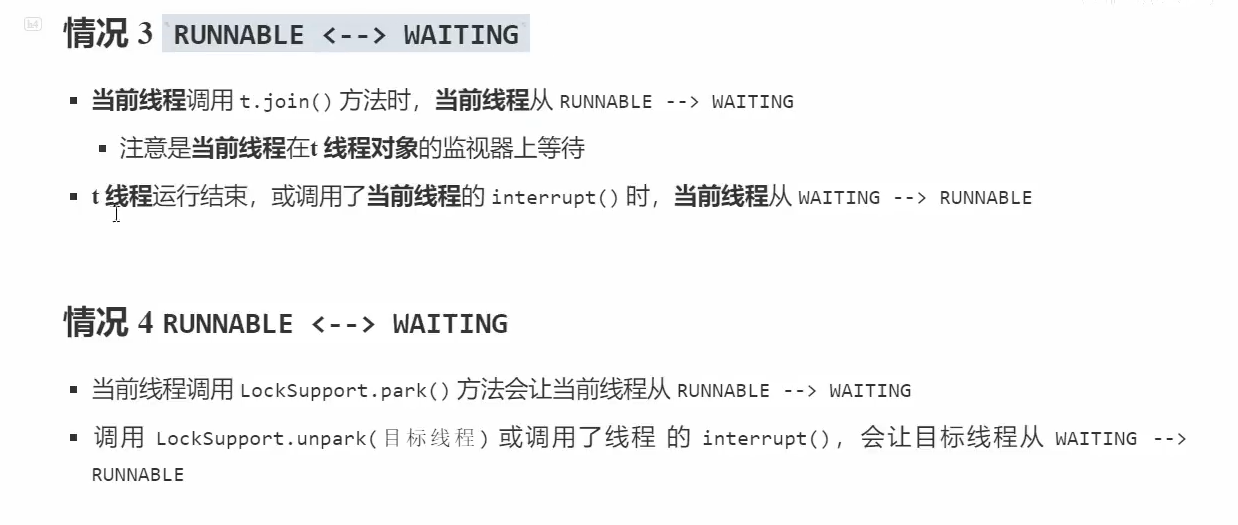 h4
情况 3 RUNNABLE <--> WAITING
当前线程调用 t.join() 方法时，当前线程从 RUNNABLE --> WAITING
注意是当前线程在t 线程对象的监视器上等待
t 线程运行结束，或调用了当前线程的 interrupt() 时，当前线程从 WAITING --> RUNNABLE
情况 4 RUNNABLE <--> WAITING
当前线程调用 LockSupport.park() 方法会让当前线程从 RUNNABLE --> WAITING
调用 LockSupport.unpark(目标线程) 或调用了线程 的 interrupt()，会让目标线程从 WAITING -->
RUNNABLE